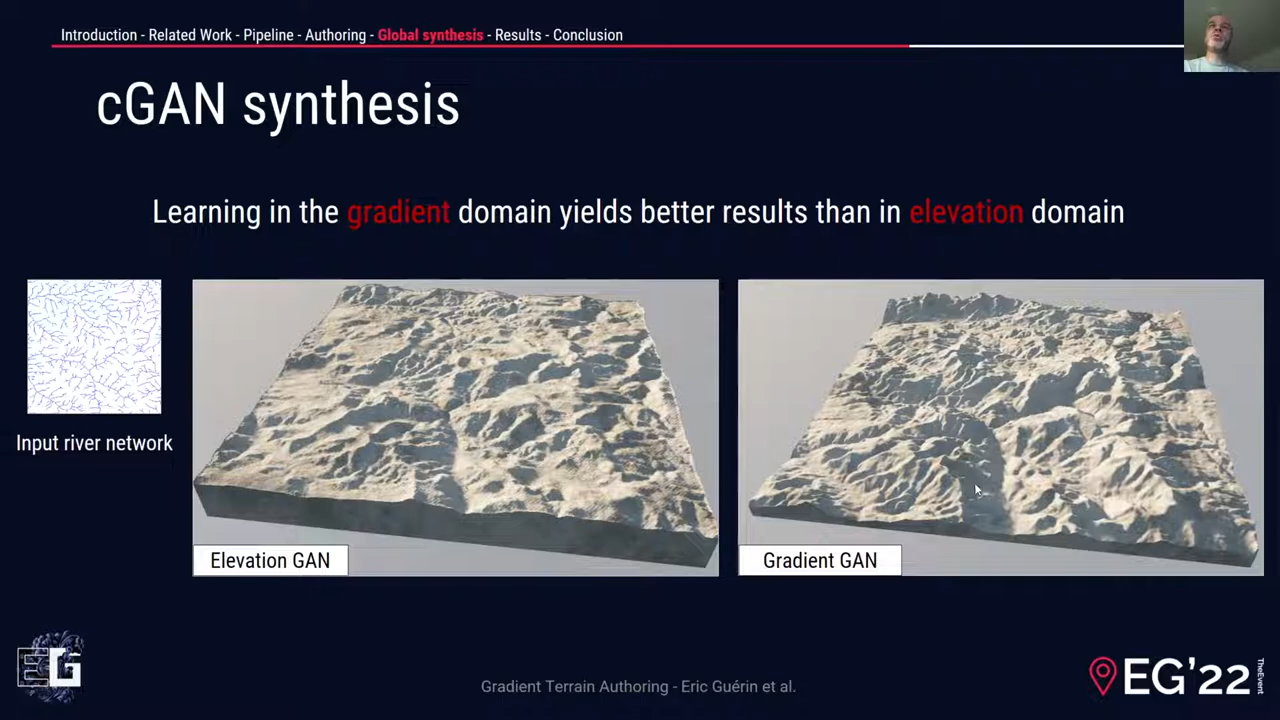 Introduction - Related Work - Pipeline - Authoring - Global synthesis - Results - Conclusion
cGAN synthesis
Learning in the gradient domain yields better results than in elevation domain
Input river network
Elevation GAN
Gradient GAN
EG
Gradient Terrain Authoring - Eric Guérin et al.
EG'22
TheEvent